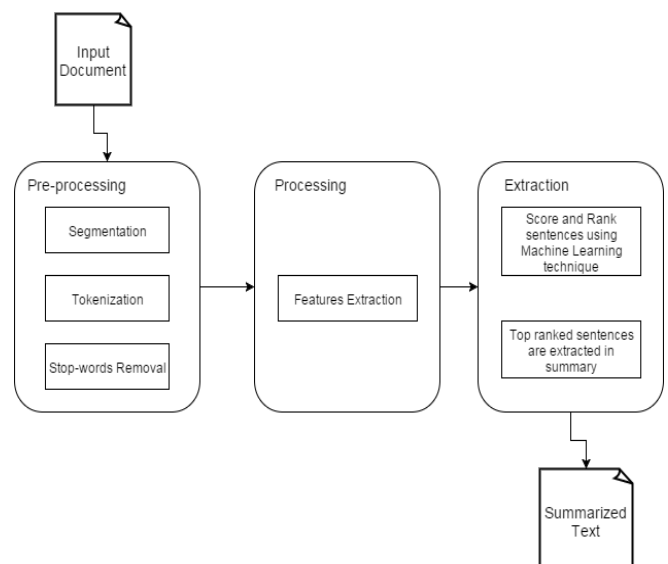 Input
Document
Pre-processing
Segmentation
Tokenization
Stop-words Removal
Processing
Features Extraction
Extraction
Score and Rank
sentences using
Machine Learning
technique
Top ranked sentences
are extracted in
summary
Summarized
Text